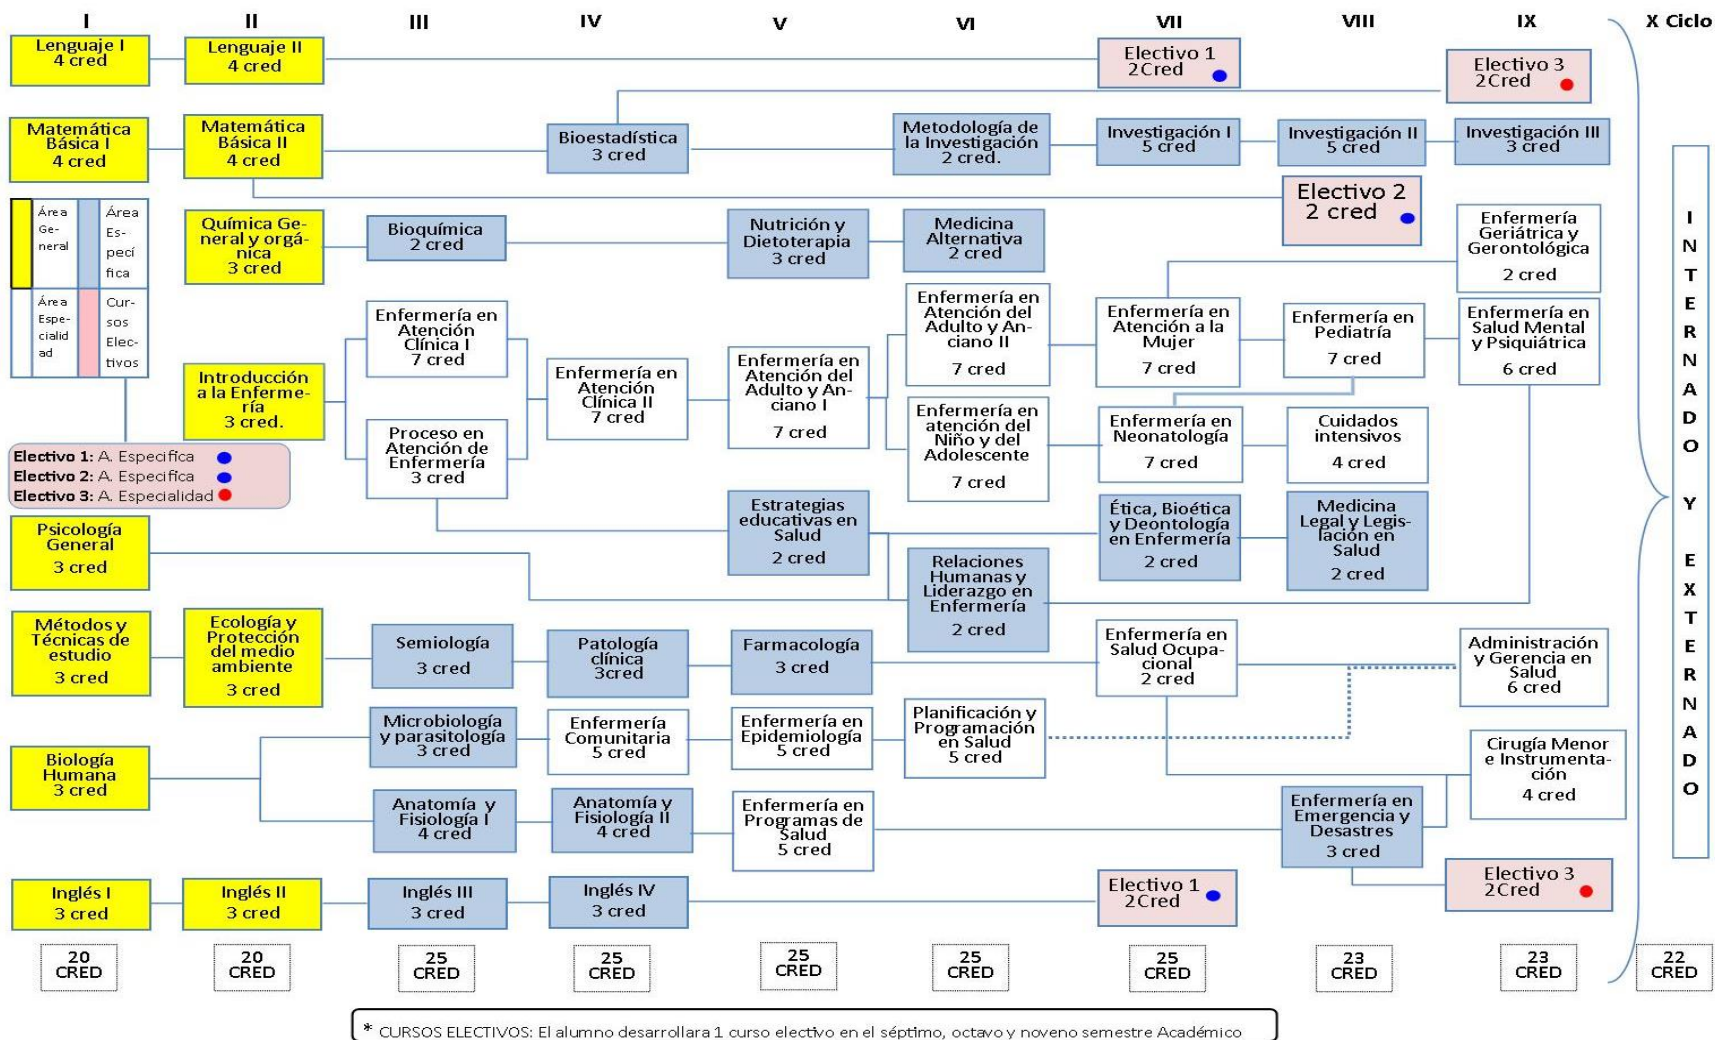 I II III IV V VI VII VIII IX X Ciclo
Lenguaje I
4 cred
Lenguaje II
4 cred
Electivo 1
2Cred
Electivo 3
2Cred
Matemática
Básica I
4 cred
Matemática
Básica II
4 cred
Bioestadística
3 cred
Metodología de
la Investigación
2 cred.
Investigación I
5 cred
Investigación II
5 cred
Investigación III
3 cred
Electivo 2
2 cred
Área
Ge-
neral
Área
Es-
pecí
fica
Área
Espe-
cialid
ad
Cur-
sos
Elec-
tivos
Química Ge-
neral y orgá-
nica
3 cred
Bioquímica
2 cred
Nutrición y
Dietoterapia
3 cred
Medicina
Alternativa
2 cred
Enfermería
Geriátrica y
Gerontológica
2 cred
Introducción
a la Enferme-
ría
3 cred.
Enfermería en
Atención
Clínica I
7 cred
Proceso en
Atención de
Enfermería
3 cred
Enfermería en
Atención
Clínica II
7 cred
Enfermería en
Atención del
Adulto y An-
ciano I
7 cred
Enfermería en
Atención del
Adulto y An-
ciano II
7 cred
Enfermería en
atención del
Niño y del
Adolescente
7 cred
Enfermería en
Atención a la
Mujer
7 cred
Enfermería en
Pediatría
7 cred
Enfermería en
Salud Mental
y Psiquiátrica
6 cred
Enfermería en
Neonatología
7 cred
Cuidados
intensivos
4 cred
Electivo 1: A. Especifica
Electivo 2: A. Especifica
Electivo 3: A. Especialidad
Psicología
General
3 cred
Estrategias
educativas en
Salud
2 cred
Relaciones
Humanas y
Liderazgo en
Enfermería
2 cred
Ética, Bioética
y Deontología
en Enfermería
2 cred
Medicina
Legal y Legis-
lación en
Salud
2 cred
Métodos y
Técnicas de
estudio
3 cred
Ecología y
Protección
del medio
ambiente
3 cred
Semiología
3 cred
Patología
clínica
3cred
Farmacología
3 cred
Enfermería en
Salud Ocupa-
cional
2 cred
Administración
y Gerencia en
Salud
6 cred
Biología
Humana
3 cred
Microbiología
y parasitología
3 cred
Enfermería
Comunitaria
5 cred
Enfermería en
Epidemiología
5 cred
Planificación y
Programación
en Salud
5 cred
Cirugía Menor
e Instrumenta-
ción
4 cred
Anatomía y
Fisiología I
4 cred
Anatomía y
Fisiología II
4 cred
Enfermería en
Programas de
Salud
5 cred
Enfermería en
Emergencia y
Desastres
3 cred
Inglés I
3 cred
Inglés II
3 cred
Inglés III
3 cred
Inglés IV
3 cred
Electivo 1
2Cred
Electivo 3
2Cred
INTERNADO Y EXTERNADO
20
CRED
20
CRED
25
CRED
25
CRED
25
CRED
25
CRED
25
CRED
23
CRED
23
CRED
22
CRED
* CURSOS ELECTIVOS: El alumno desarrollara 1 curso electivo en el séptimo, octavo y noveno semestre Académico